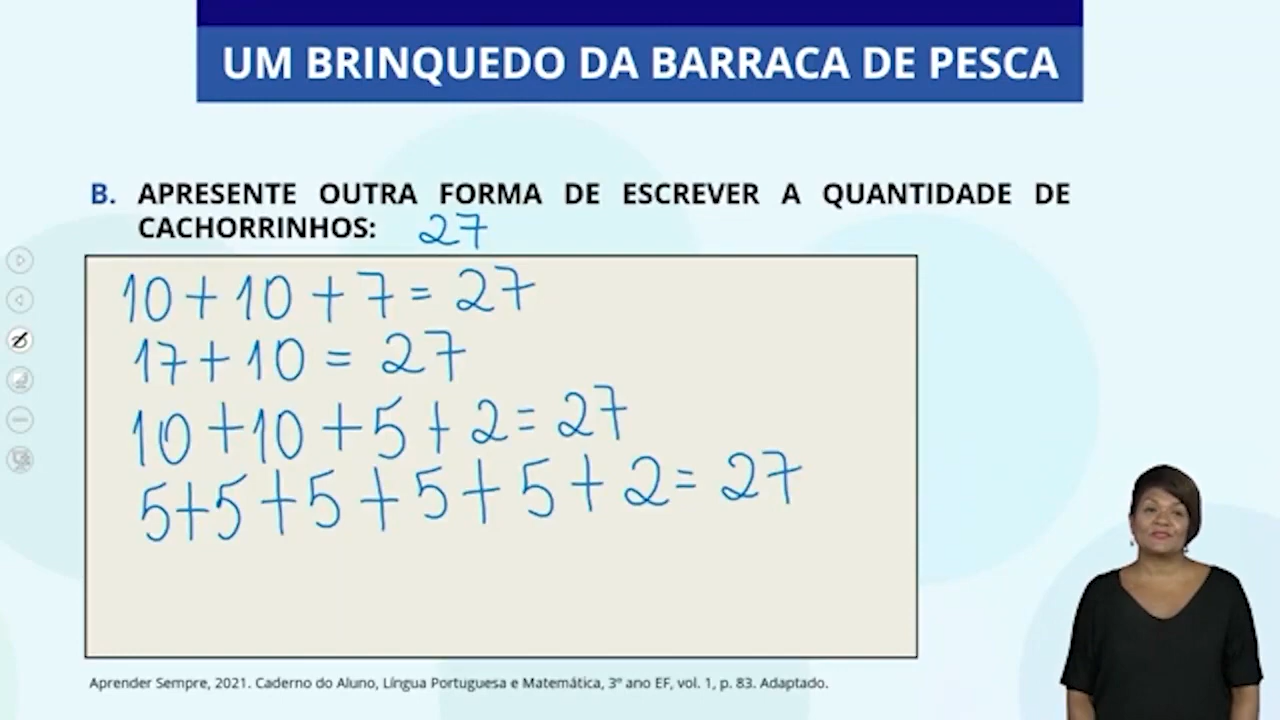 UM BRINQUEDO DA BARRACA DE PESCA
B. APRESENTE OUTRA FORMA DE ESCREVER A QUANTIDADE DE
CACHORRINHOS: 27
10+10+7=27
17+10=27
10+10+5+2=27
5+5+5+5+5+2=27
Aprender Sempre, 2021. Caderno do Aluno, Língua Portuguesa e Matemática, 3º ano EF, vol. 1, p. 83. Adaptado.